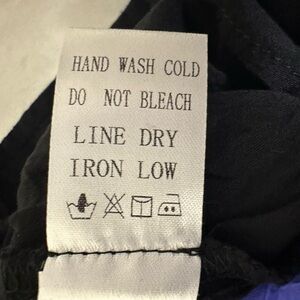 HAND WASH COLD
DO NOT BLEACH
LINE DRY
IRON LOW